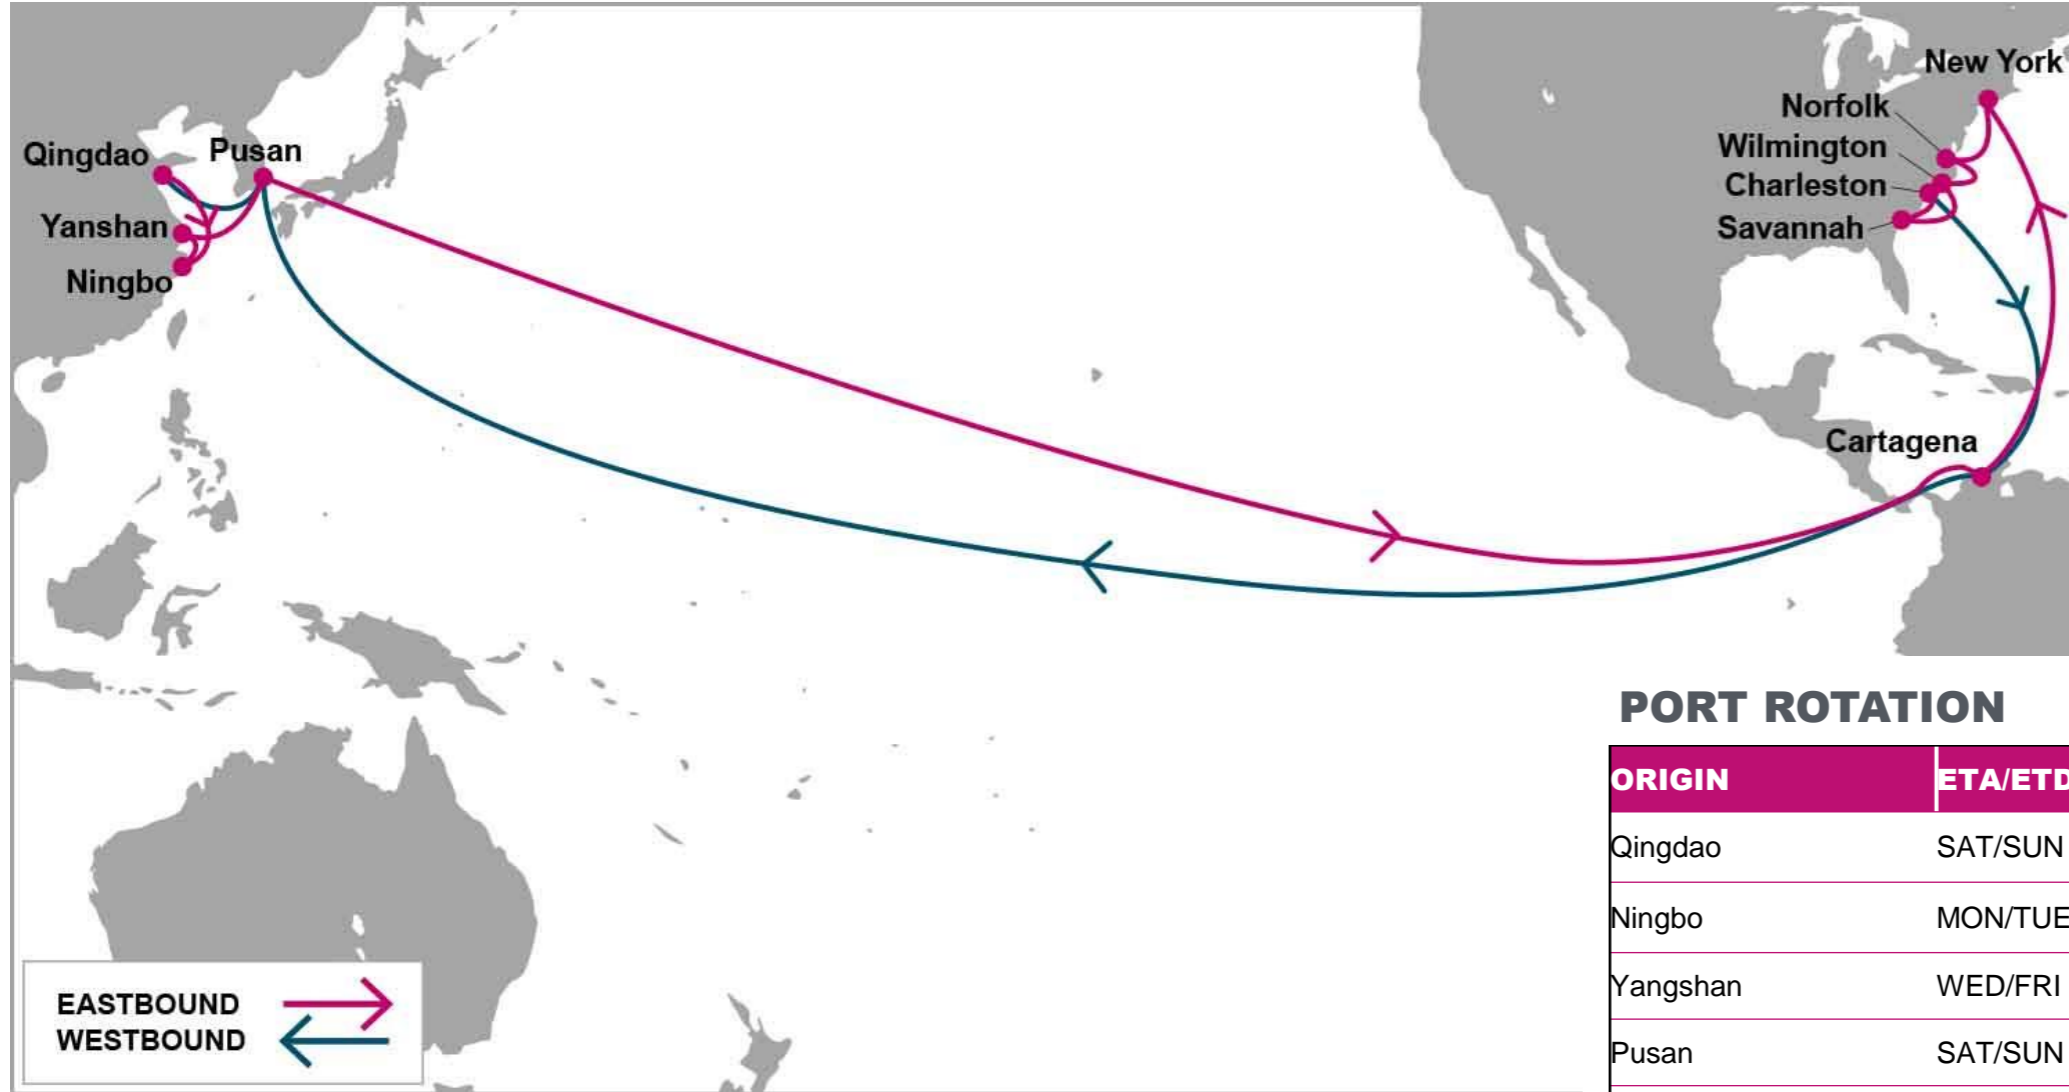 New York
Norfolk
Wilmington
Charleston
Savannah
Qingdao
Pusan
Yanshan
Ningbo
Cartagena
EASTBOUND
WESTBOUND
PORT ROTATION
ORIGIN ETA/ETD
Qingdao SAT/SUN
Ningbo MON/TUE
Yangshan WED/FRI
Pusan SAT/SUN